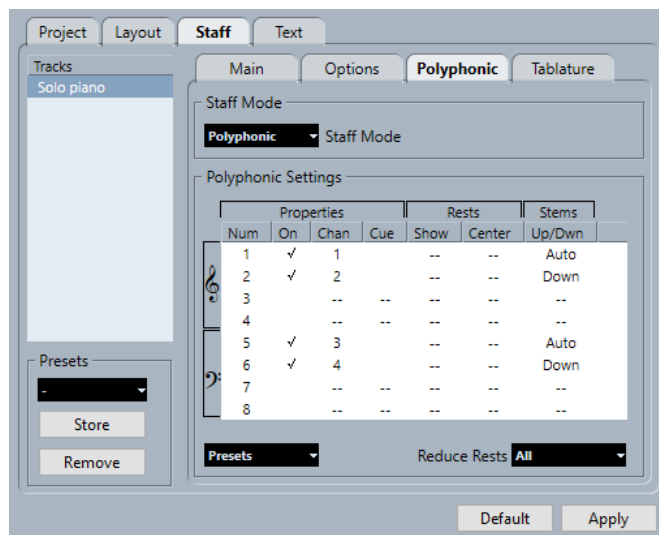 Project Layout Staff Text
Tracks
Solo piano
Main Options Polyphonic Tablature
Staff Mode
Polyphonic Staff Mode
Polyphonic Settings
Properties Rests Stems
Num On Chan Cue Show Center Up/Dwn
1 √ 1 -- -- Auto
2 √ 2 -- -- Down
3 -- -- -- -- --
4 -- -- -- -- --
5 √ 3 -- -- Auto
6 √ 4 -- -- Down
7 -- -- -- -- --
8 -- -- -- -- --
Presets
-
Store
Remove
Presets Reduce Rests All
Default Apply